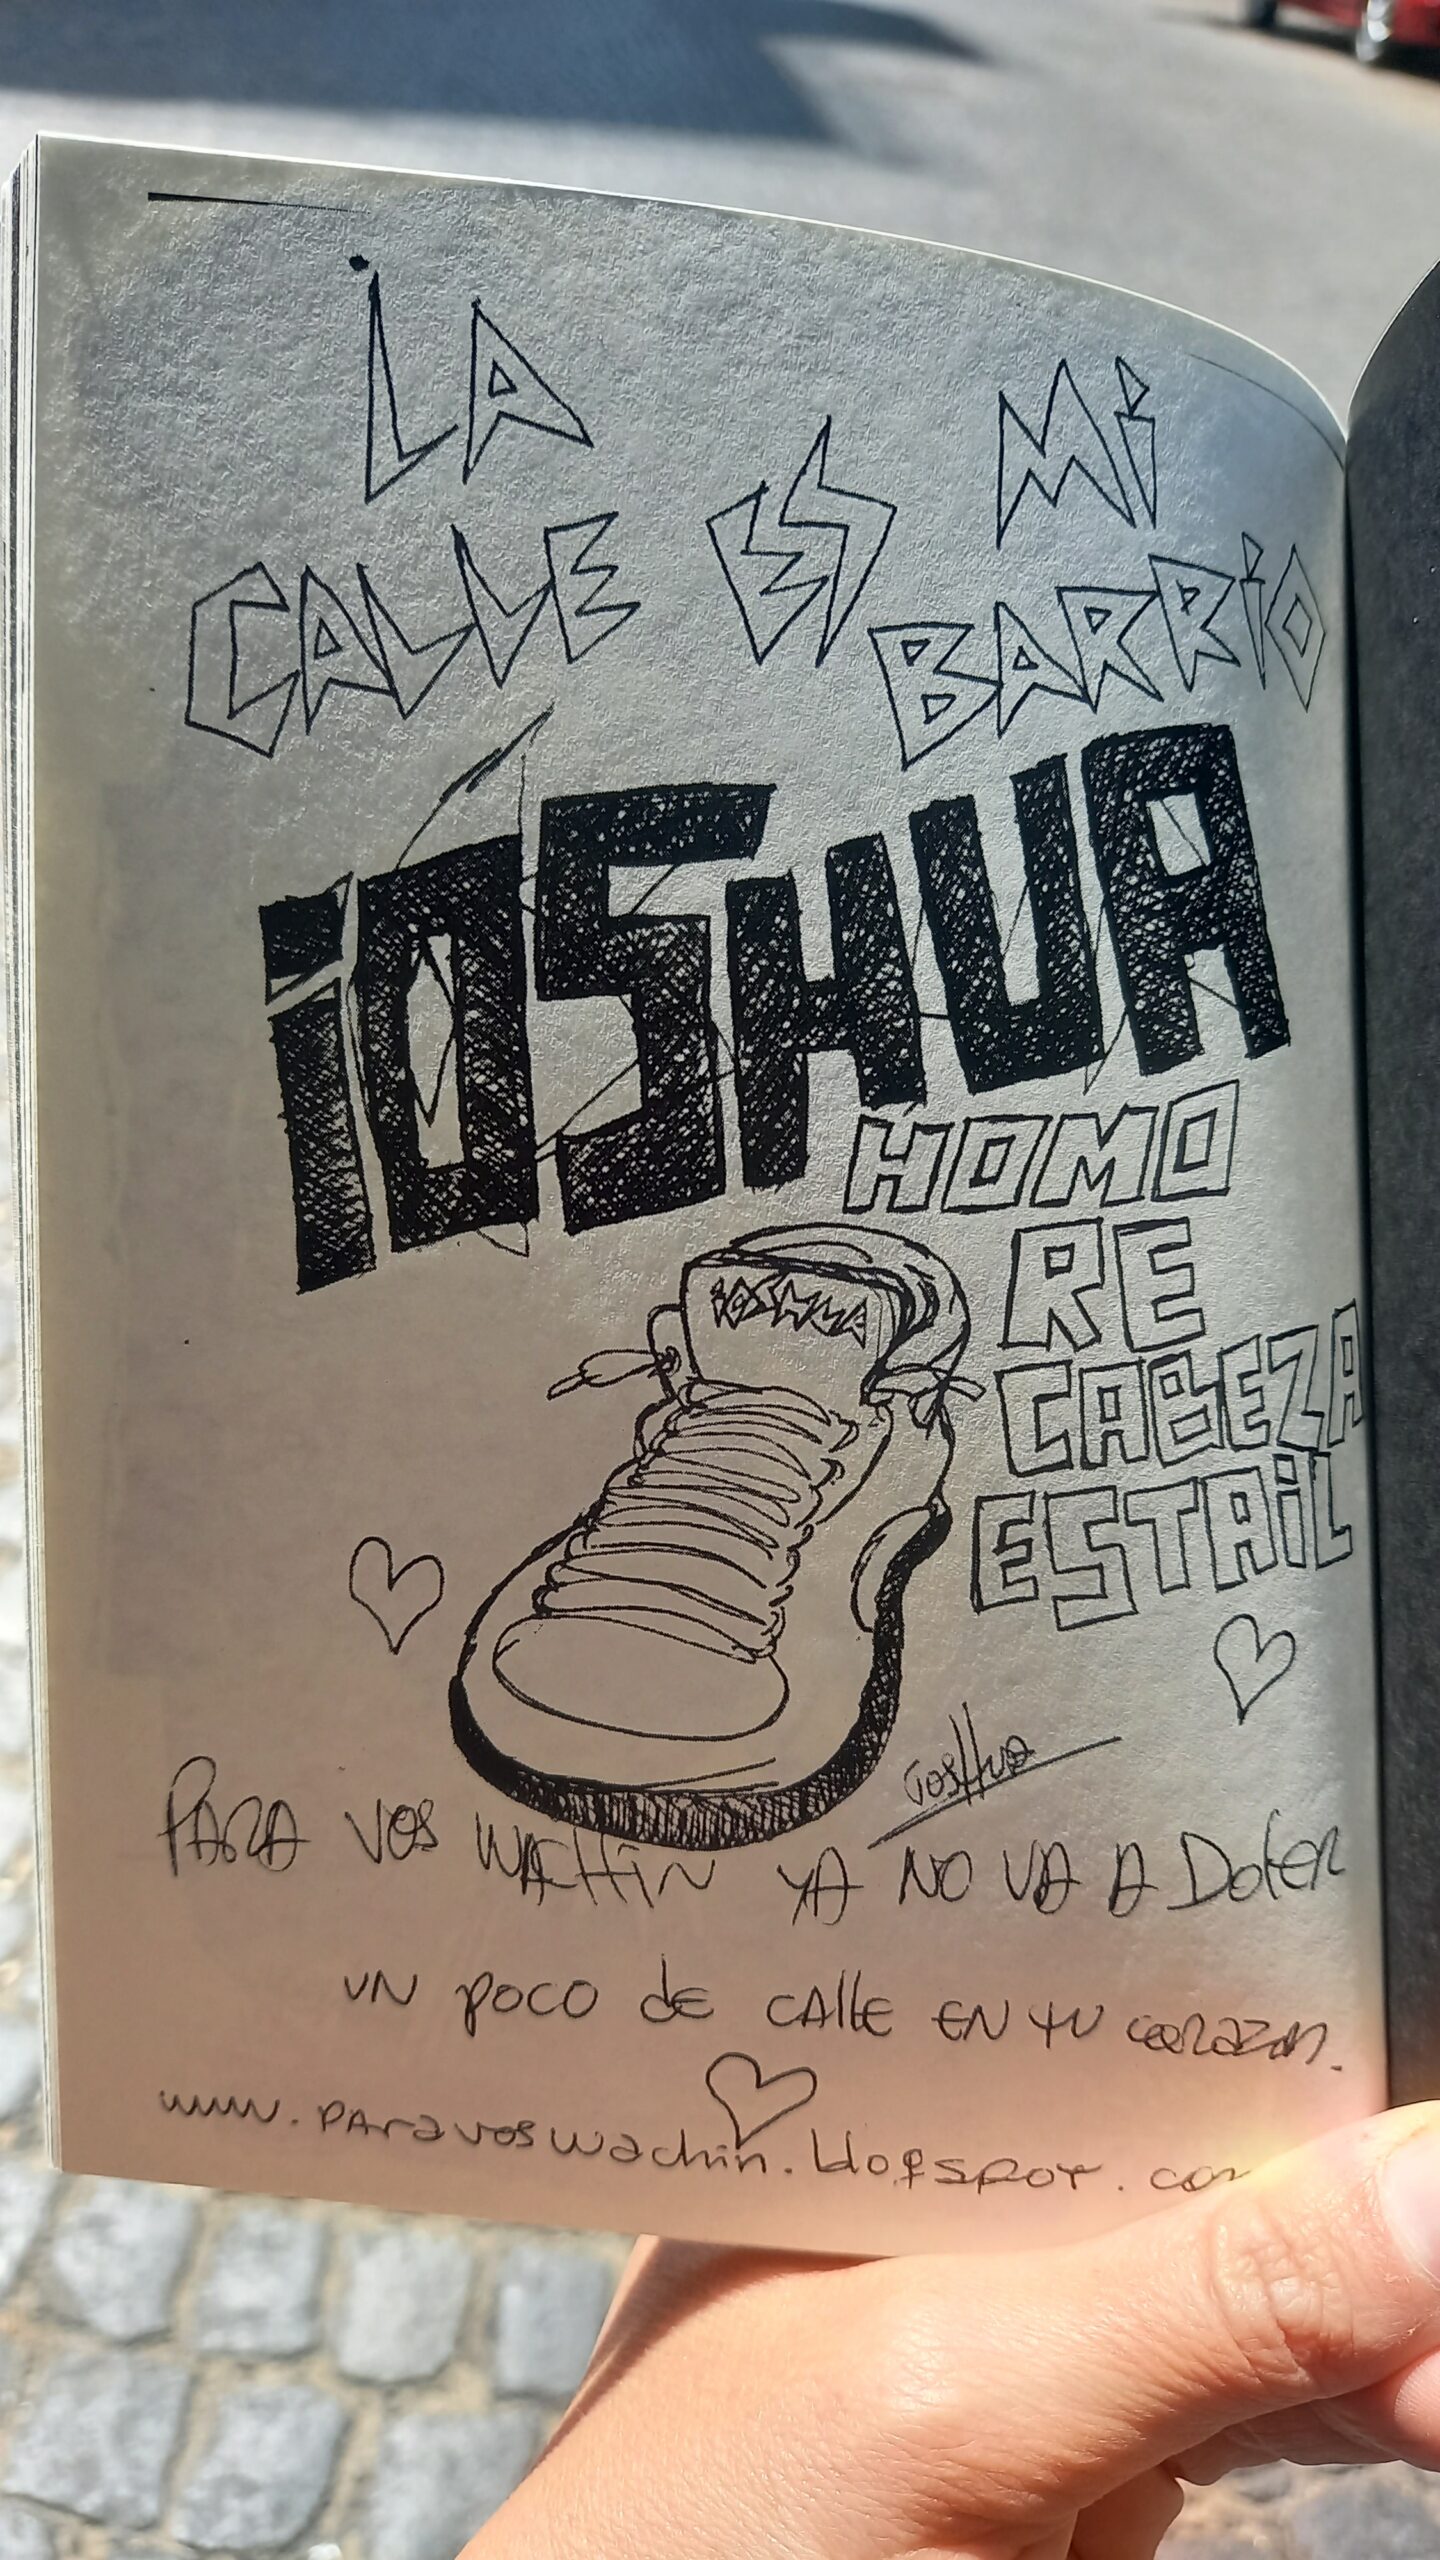 LA
CALLE ES MI
BARRIO
iOSHUA
HOMO
RE
CABEZA
ESTAiL
iOSHUA
iOSHUA
PARA VOS WACHiN YA NO VA A DOLER
UN POCO DE CALLE EN tU CORAZON.
www.paravoswachin.blogspot.com